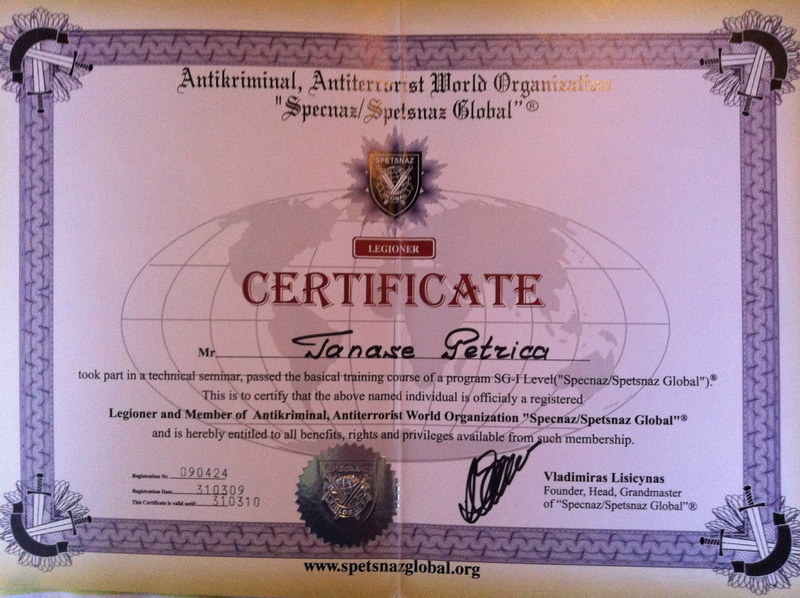 Antikriminal, Antiterrorist World Organization
"Specnaz/Spetsnaz Global"®
SPETSNAZ
GLOBAL
LEGIONER
CERTIFICATE
Mr Tanase Petrica
took part in a technical seminar, passed the basical training course of a program SG-I Level("Specnaz/Spetsnaz Global").®
This is to certify that the above named individual is officialy a registered
Legioner and Member of Antikriminal, Antiterrorist World Organization "Specnaz/Spetsnaz Global"®
and is hereby entitled to all benefits, rights and privileges available from such membership.
Registration No. 090424
Registration Date 310309
This Certificate is valid until: 310310
Vladimiras Lisicynas
Founder, Head, Grandmaster
of "Specnaz/Spetsnaz Global"®
www.spetsnazglobal.org